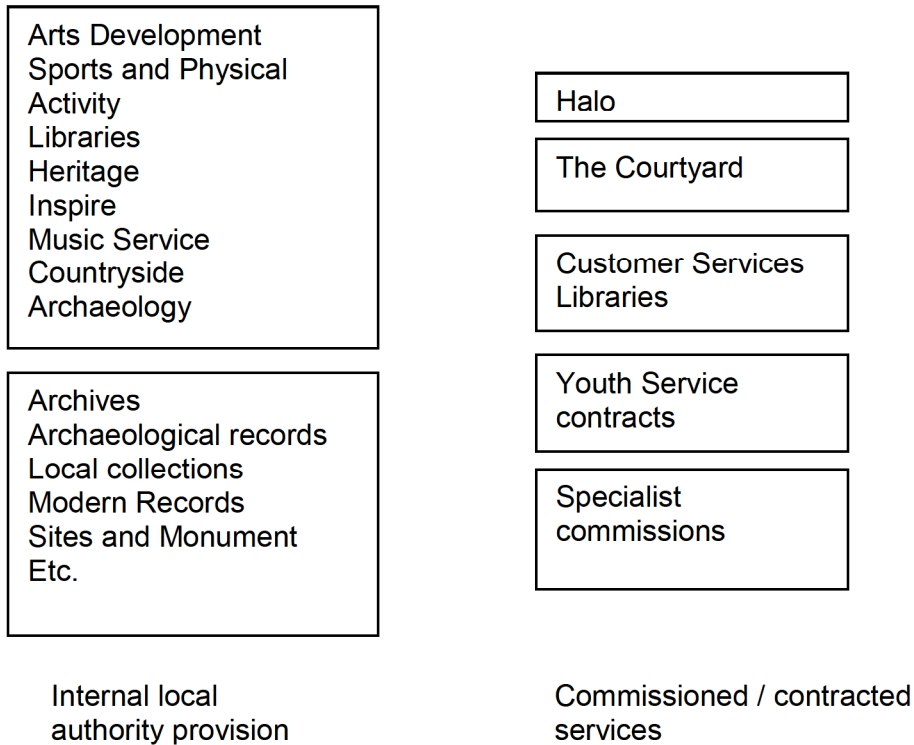 Arts Development
Sports and Physical
Activity
Libraries
Heritage
Inspire
Music Service
Countryside
Archaeology
Archives
Archaeological records
Local collections
Modern Records
Sites and Monument
Etc.
Internal local
authority provision
Halo
The Courtyard
Customer Services
Libraries
Youth Service
contracts
Specialist
commissions
Commissioned / contracted
services